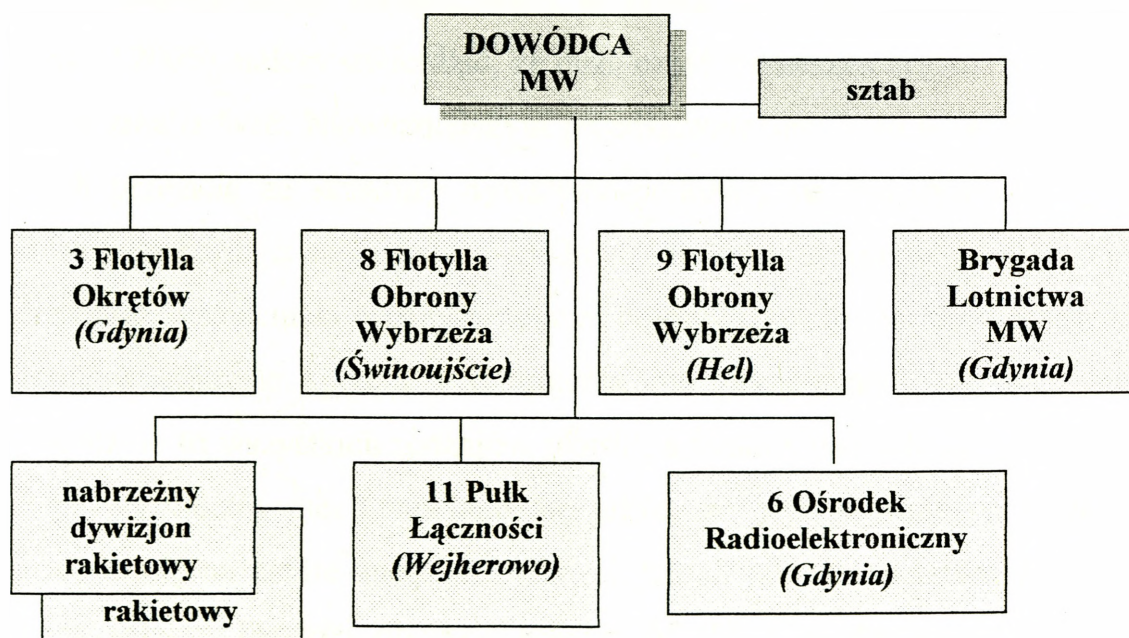 DOWÓDCA
MW
sztab
3 Flotylla
Okrętów
(Gdynia)
8 Flotylla
Obrony
Wybrzeża
(Świnoujście)
9 Flotylla
Obrony
Wybrzeża
(Hel)
Brygada
Lotnictwa
MW
(Gdynia)
nabrzeżny
dywizjon
rakietowy
rakietowy
11 Pułk
Łączności
(Wejherowo)
6 Ośrodek
Radioelektroniczny
(Gdynia)